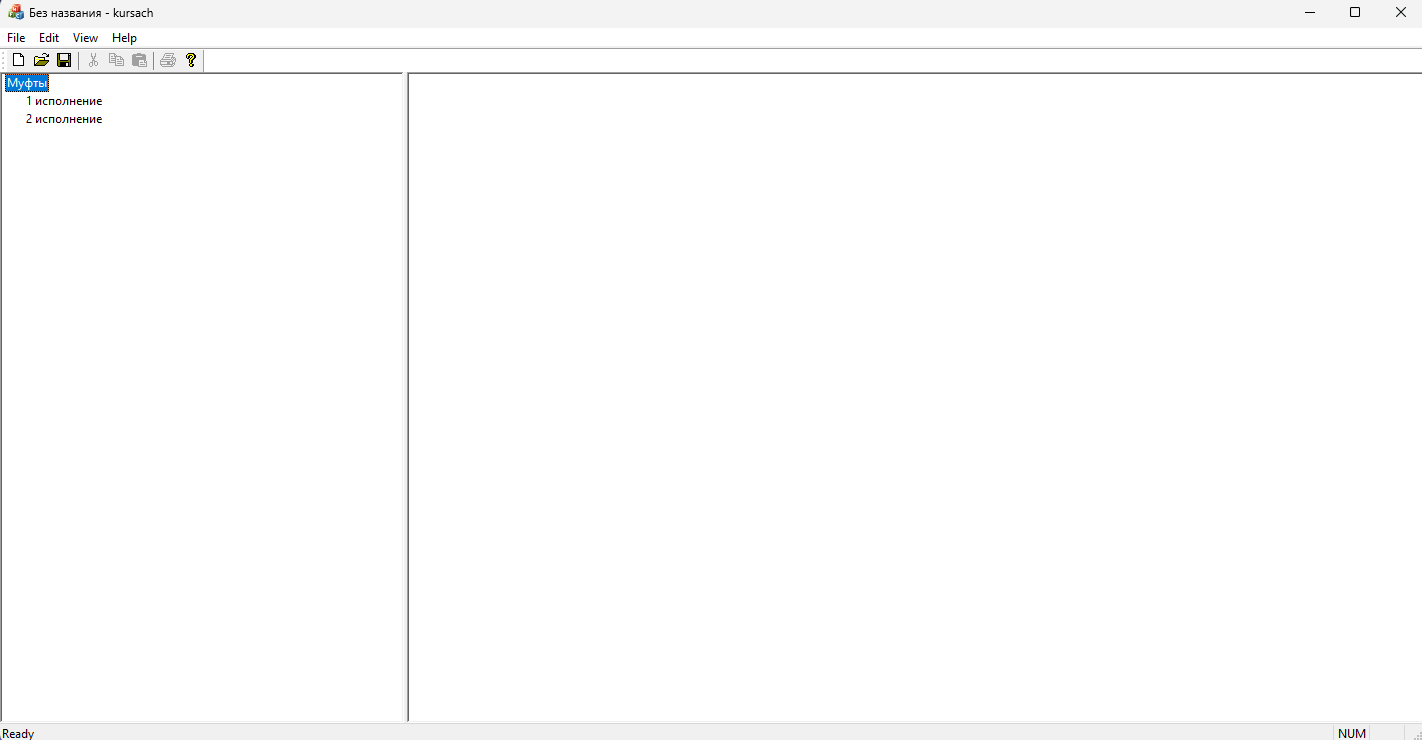 Без названия - kursach
File Edit View Help
Муфты
1 исполнение
2 исполнение
Ready
NUM